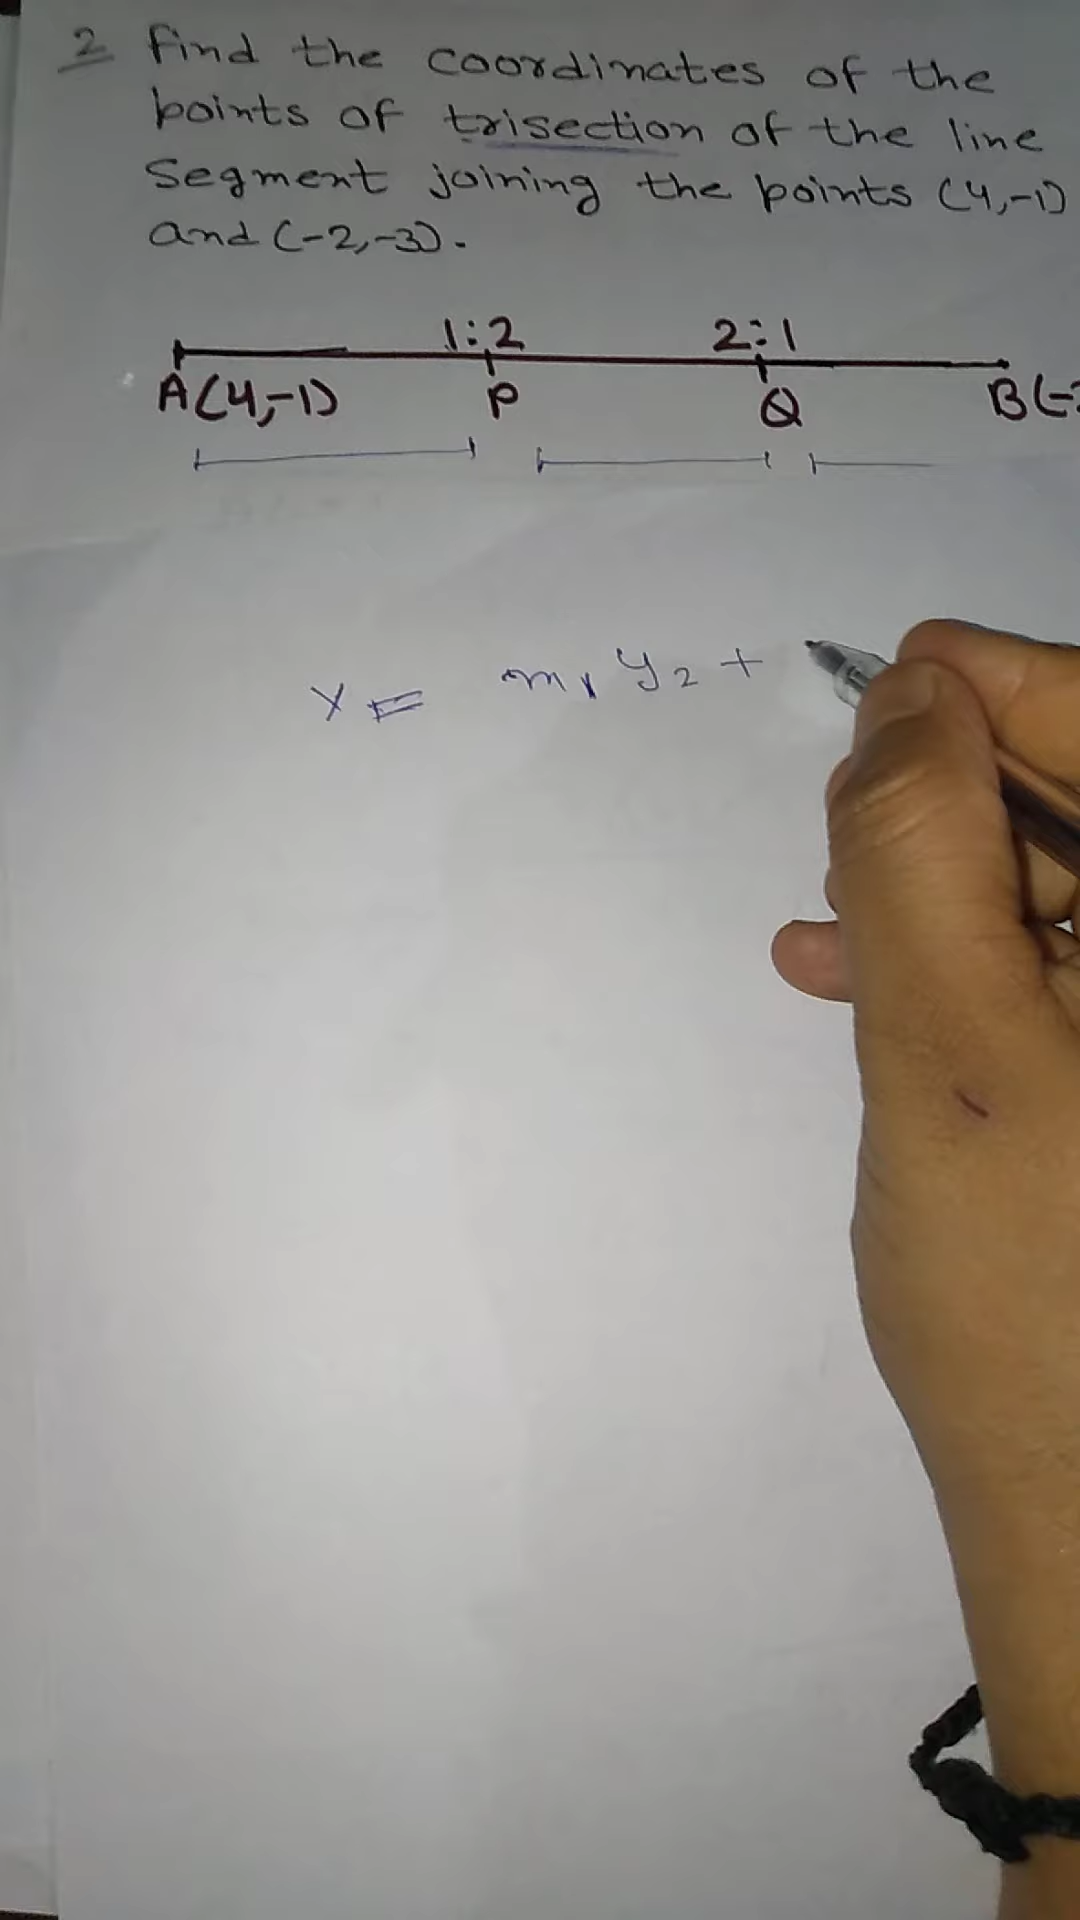 2 find the coordinates of the
points of trisection of the line
segment joining the points (4,-1)
and (-2,-3).
1:2 2:1
A(4,-1) P Q B(-
x = m1 y2 +